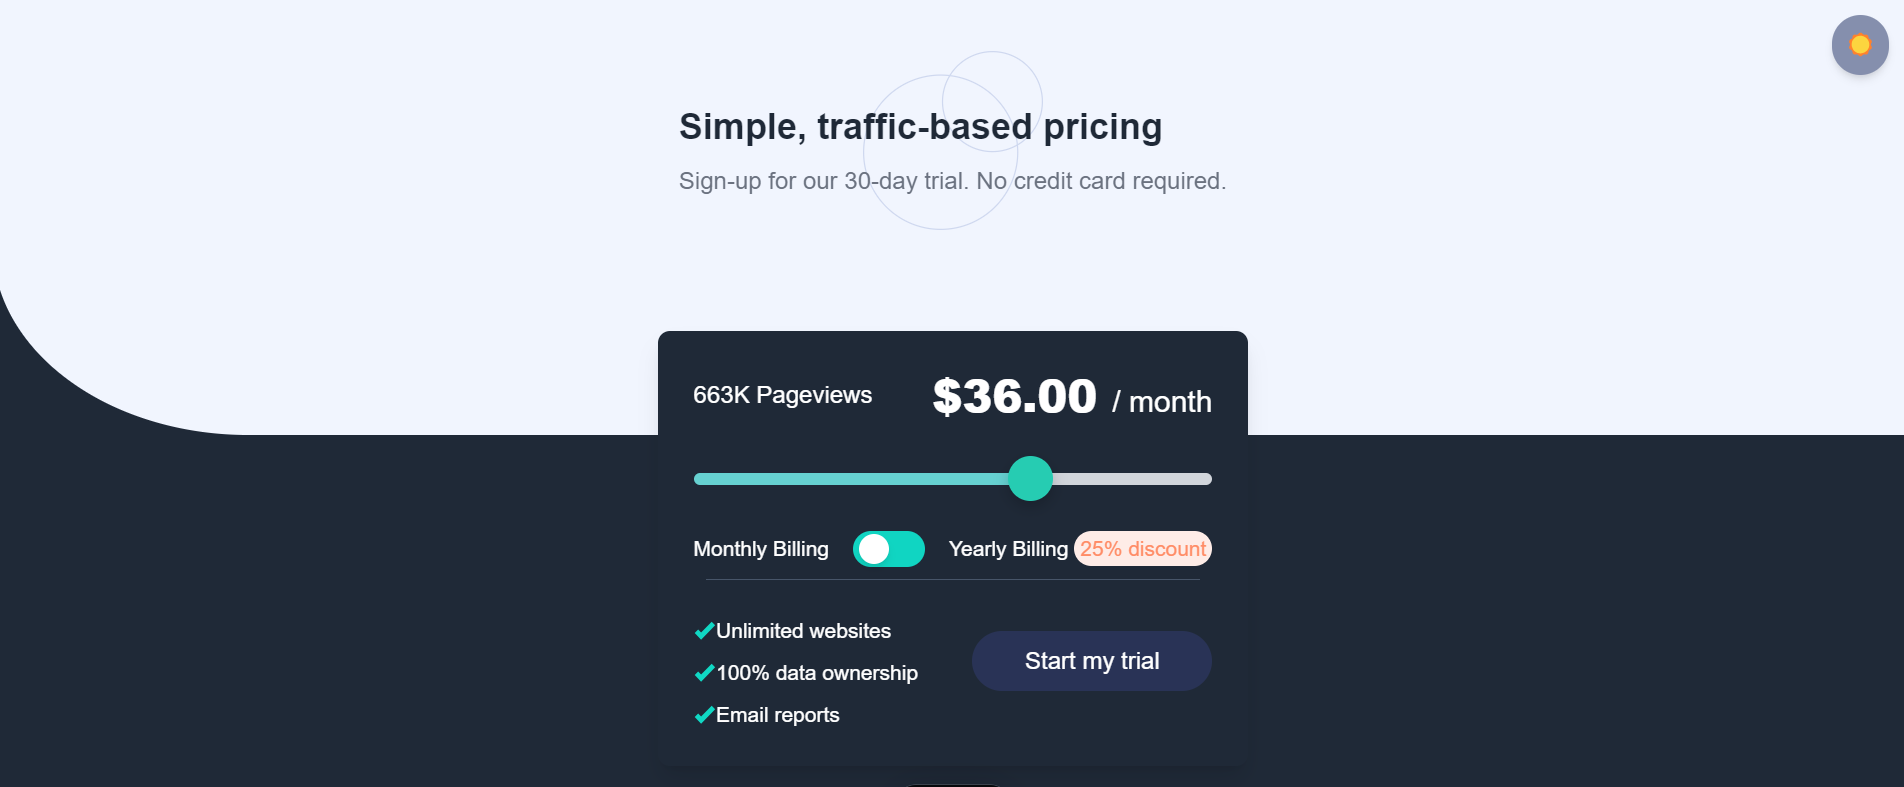 Simple, traffic-based pricing
Sign-up for our 30-day trial. No credit card required.
663K Pageviews
$36.00 / month
Monthly Billing
Yearly Billing 25% discount
Unlimited websites
100% data ownership
Email reports
Start my trial